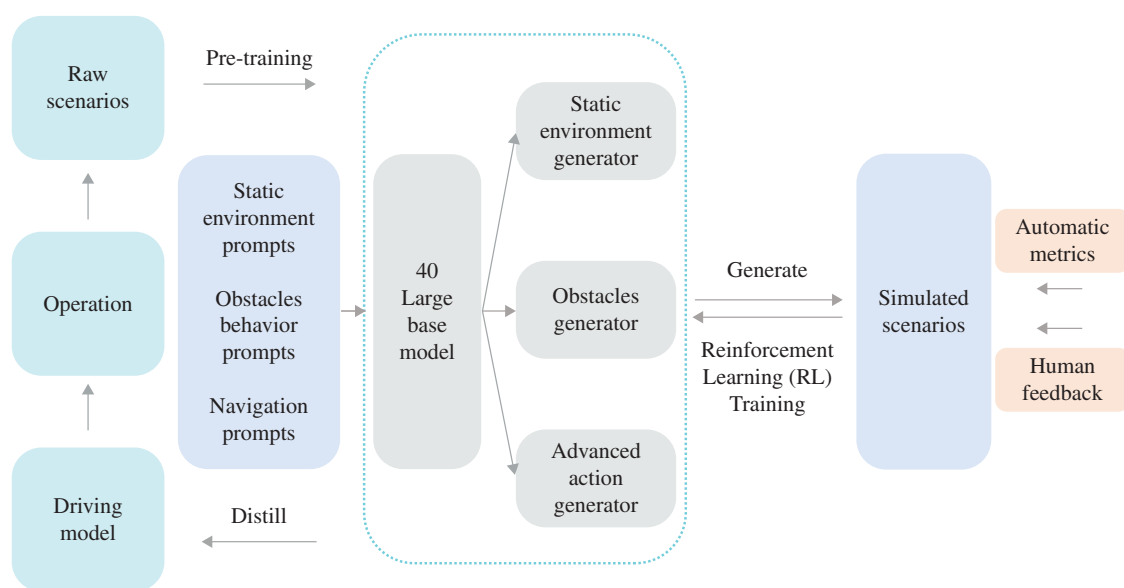 Raw
scenarios
Operation
Driving
model
Pre-training
Static
environment
prompts
Obstacles
behavior
prompts
Navigation
prompts
Distill
40
Large
base
model
Static
environment
generator
Obstacles
generator
Advanced
action
generator
Generate
Reinforcement
Learning (RL)
Training
Simulated
scenarios
Automatic
metrics
Human
feedback